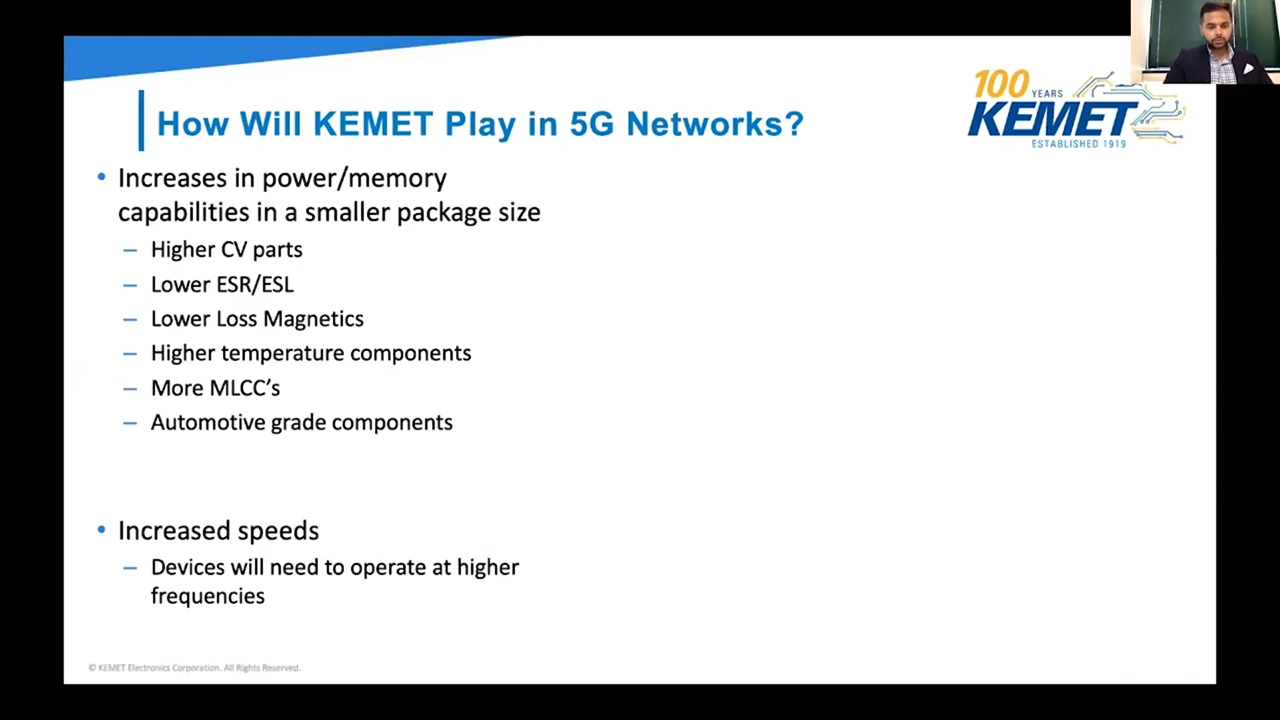 How Will KEMET Play in 5G Networks?
100 YEARS
KEMET
ESTABLISHED 1919
• Increases in power/memory
capabilities in a smaller package size
– Higher CV parts
– Lower ESR/ESL
– Lower Loss Magnetics
– Higher temperature components
– More MLCC’s
– Automotive grade components
• Increased speeds
– Devices will need to operate at higher
frequencies
© KEMET Electronics Corporation. All Rights Reserved.